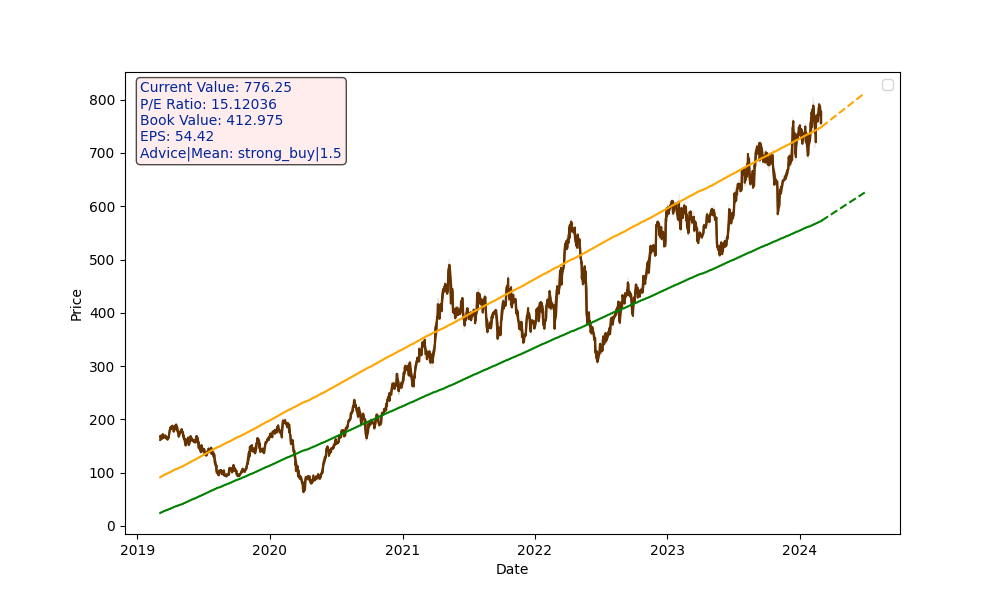 Current Value: 776.25
P/E Ratio: 15.12036
Book Value: 412.975
EPS: 54.42
Advice|Mean: strong_buy|1.5
800
700
600
500
400
300
200
100
0
Price
2019
2020
2021
2022
2023
2024
Date